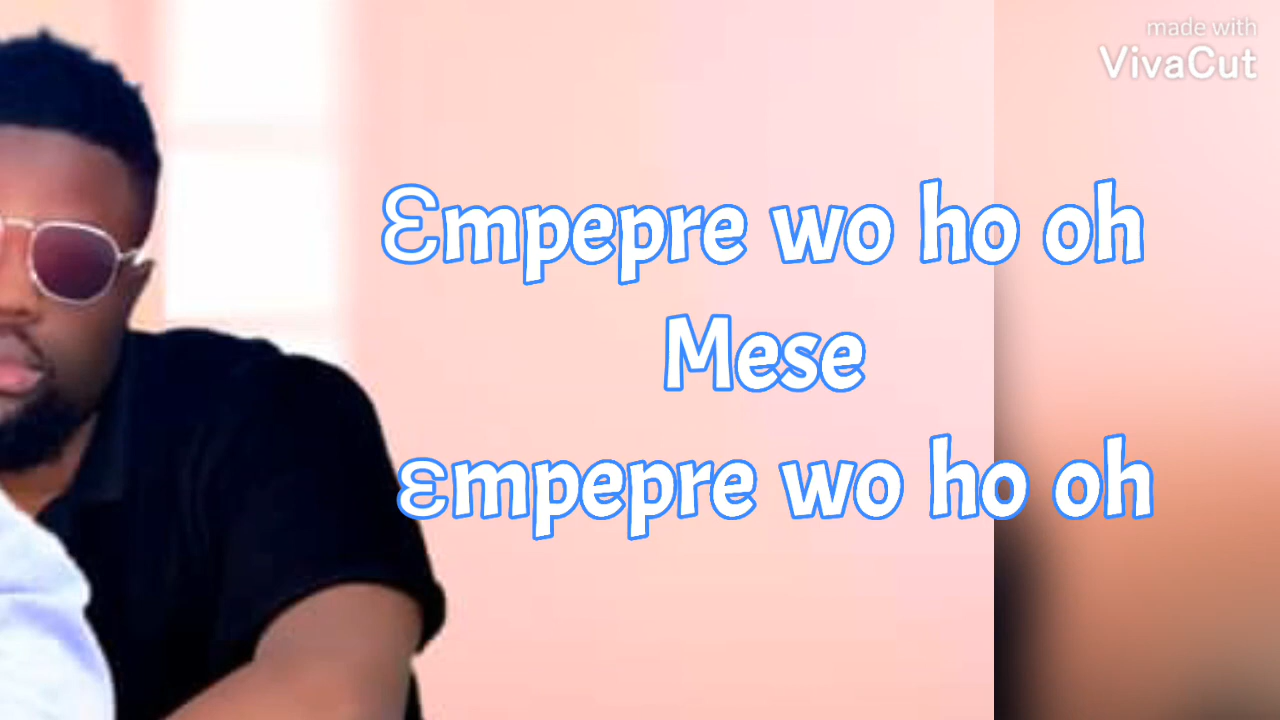 made with
VivaCut
Ɛmpepre wo ho oh
Mese
ɛmpepre wo ho oh